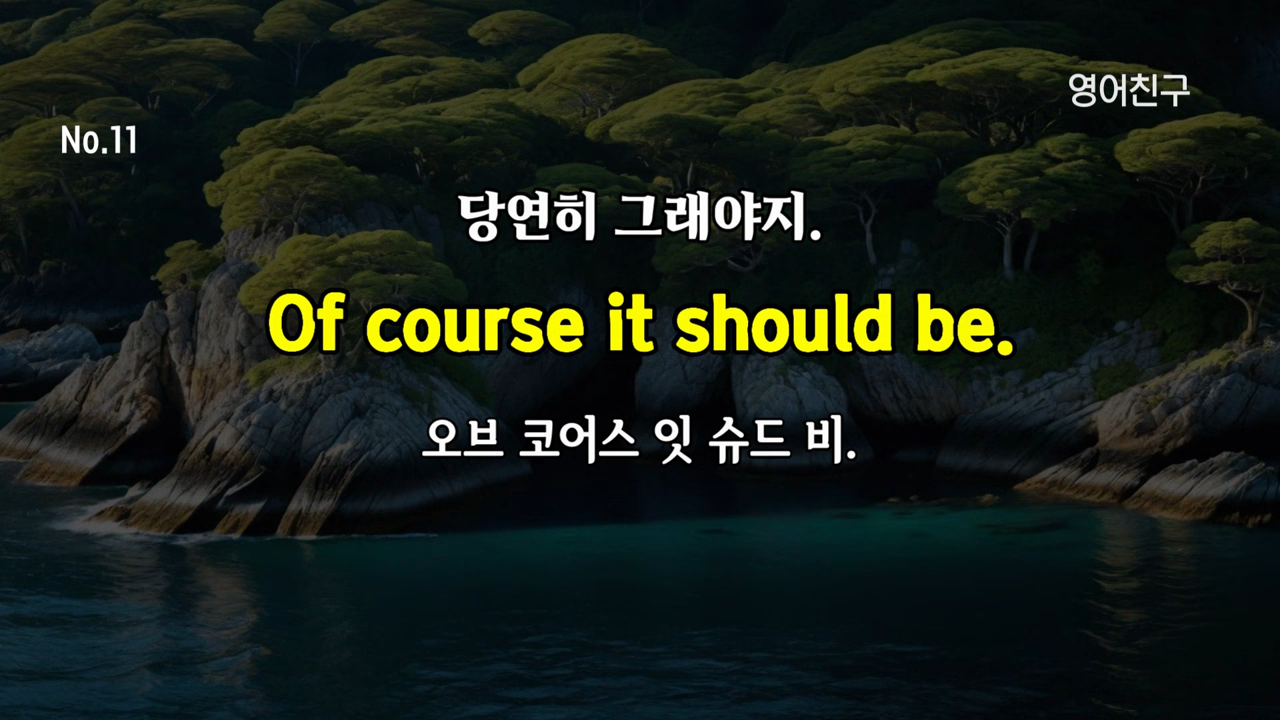 영어친구
No.11
당연히 그래야지.
Of course it should be.
오브 코어스 잇 슈드 비.